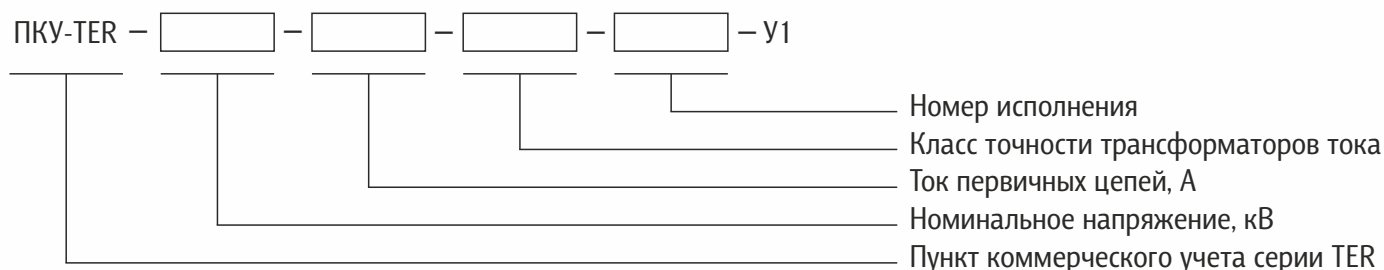 ПКУ-TER – – – – – У1
Номер исполнения
Класс точности трансформаторов тока
Ток первичных цепей, А
Номинальное напряжение, кВ
Пункт коммерческого учета серии TER